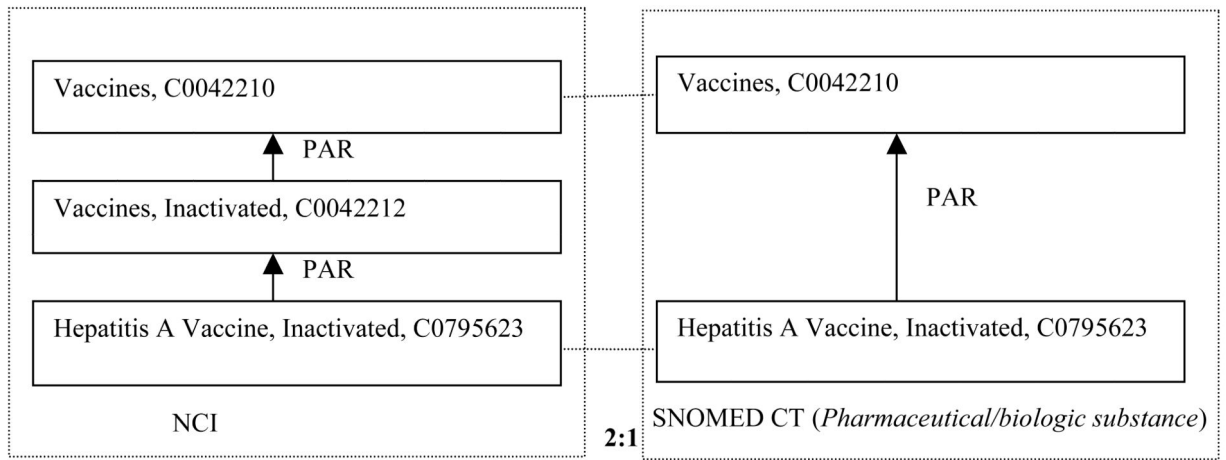 Vaccines, C0042210
PAR
Vaccines, Inactivated, C0042212
PAR
Hepatitis A Vaccine, Inactivated, C0795623
NCI
2:1
Vaccines, C0042210
PAR
Hepatitis A Vaccine, Inactivated, C0795623
SNOMED CT (Pharmaceutical/biologic substance)